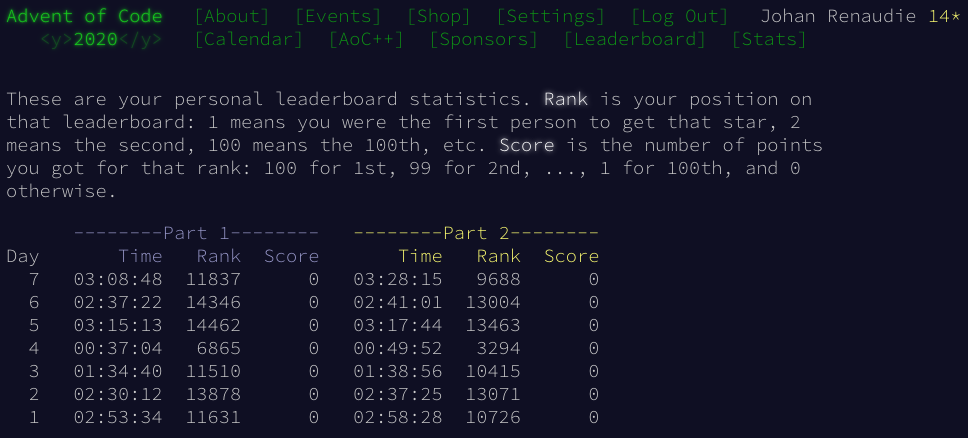 Advent of Code [About] [Events] [Shop] [Settings] [Log Out] Johan Renaudie 14*
<y>2020</y> [Calendar] [AoC++] [Sponsors] [Leaderboard] [Stats]
These are your personal leaderboard statistics. Rank is your position on
that leaderboard: 1 means you were the first person to get that star, 2
means the second, 100 means the 100th, etc. Score is the number of points
you got for that rank: 100 for 1st, 99 for 2nd, ..., 1 for 100th, and 0
otherwise.
--------Part 1-------- --------Part 2--------
Day Time Rank Score Time Rank Score
7 03:08:48 11837 0 03:28:15 9688 0
6 02:37:22 14346 0 02:41:01 13004 0
5 03:15:13 14462 0 03:17:44 13463 0
4 00:37:04 6865 0 00:49:52 3294 0
3 01:34:40 11510 0 01:38:56 10415 0
2 02:30:12 13878 0 02:37:25 13071 0
1 02:53:34 11631 0 02:58:28 10726 0